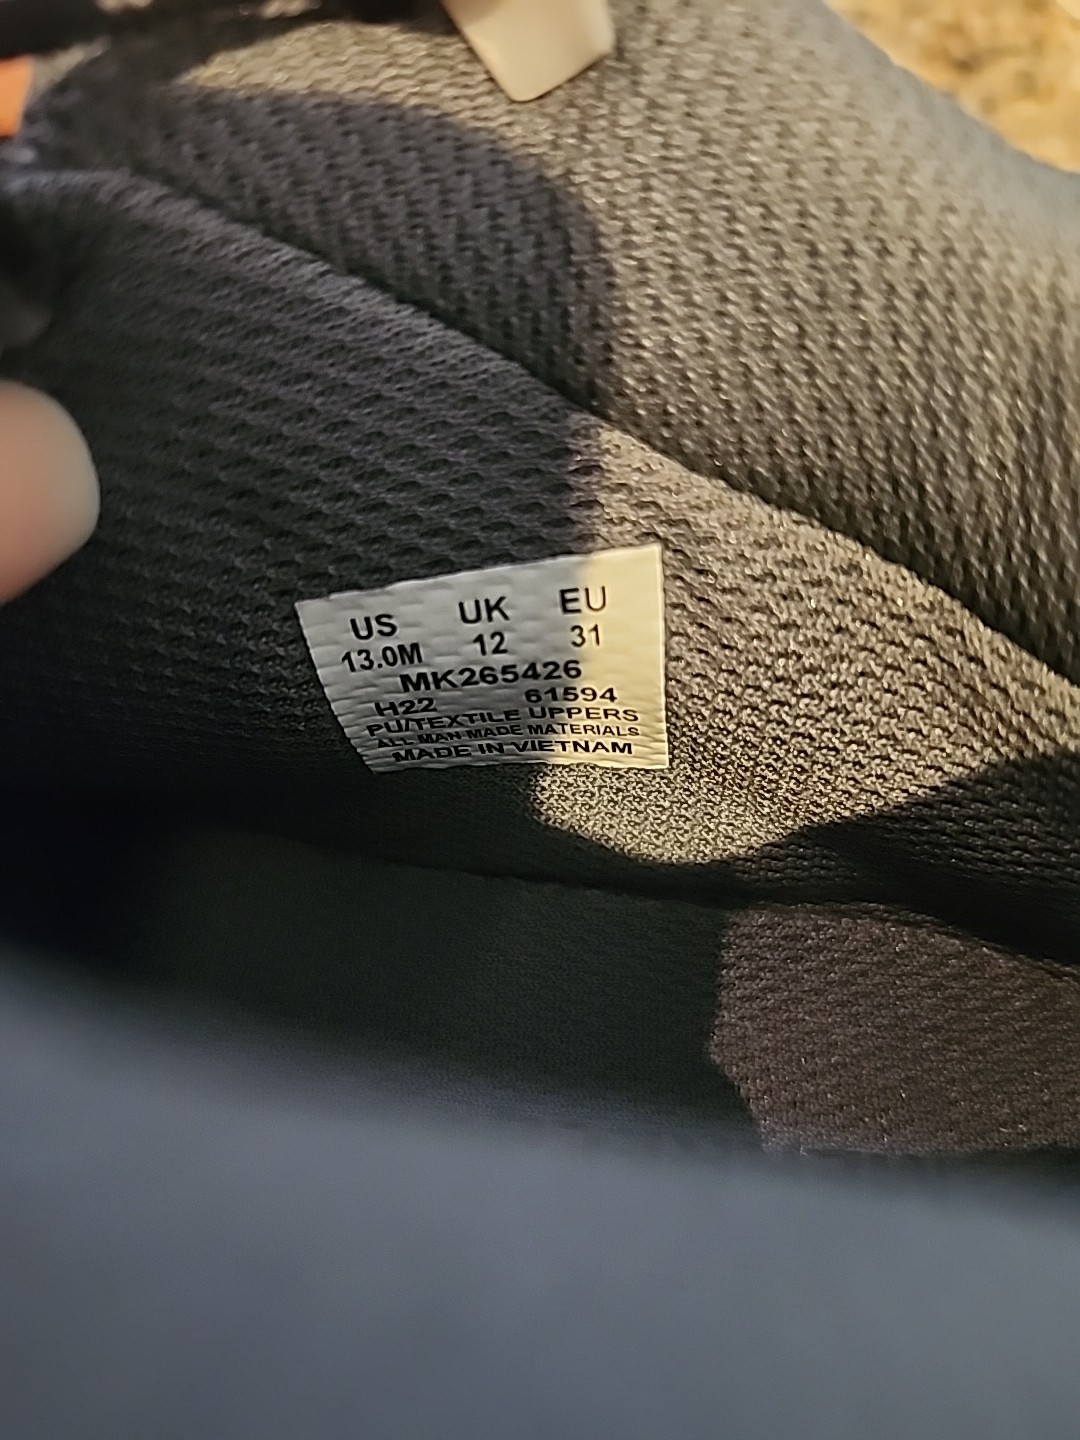 US UK EU
13.0M 12 31
MK265426
H22 61594
PU/TEXTILE UPPERS
ALL MAN MADE MATERIALS
MADE IN VIETNAM